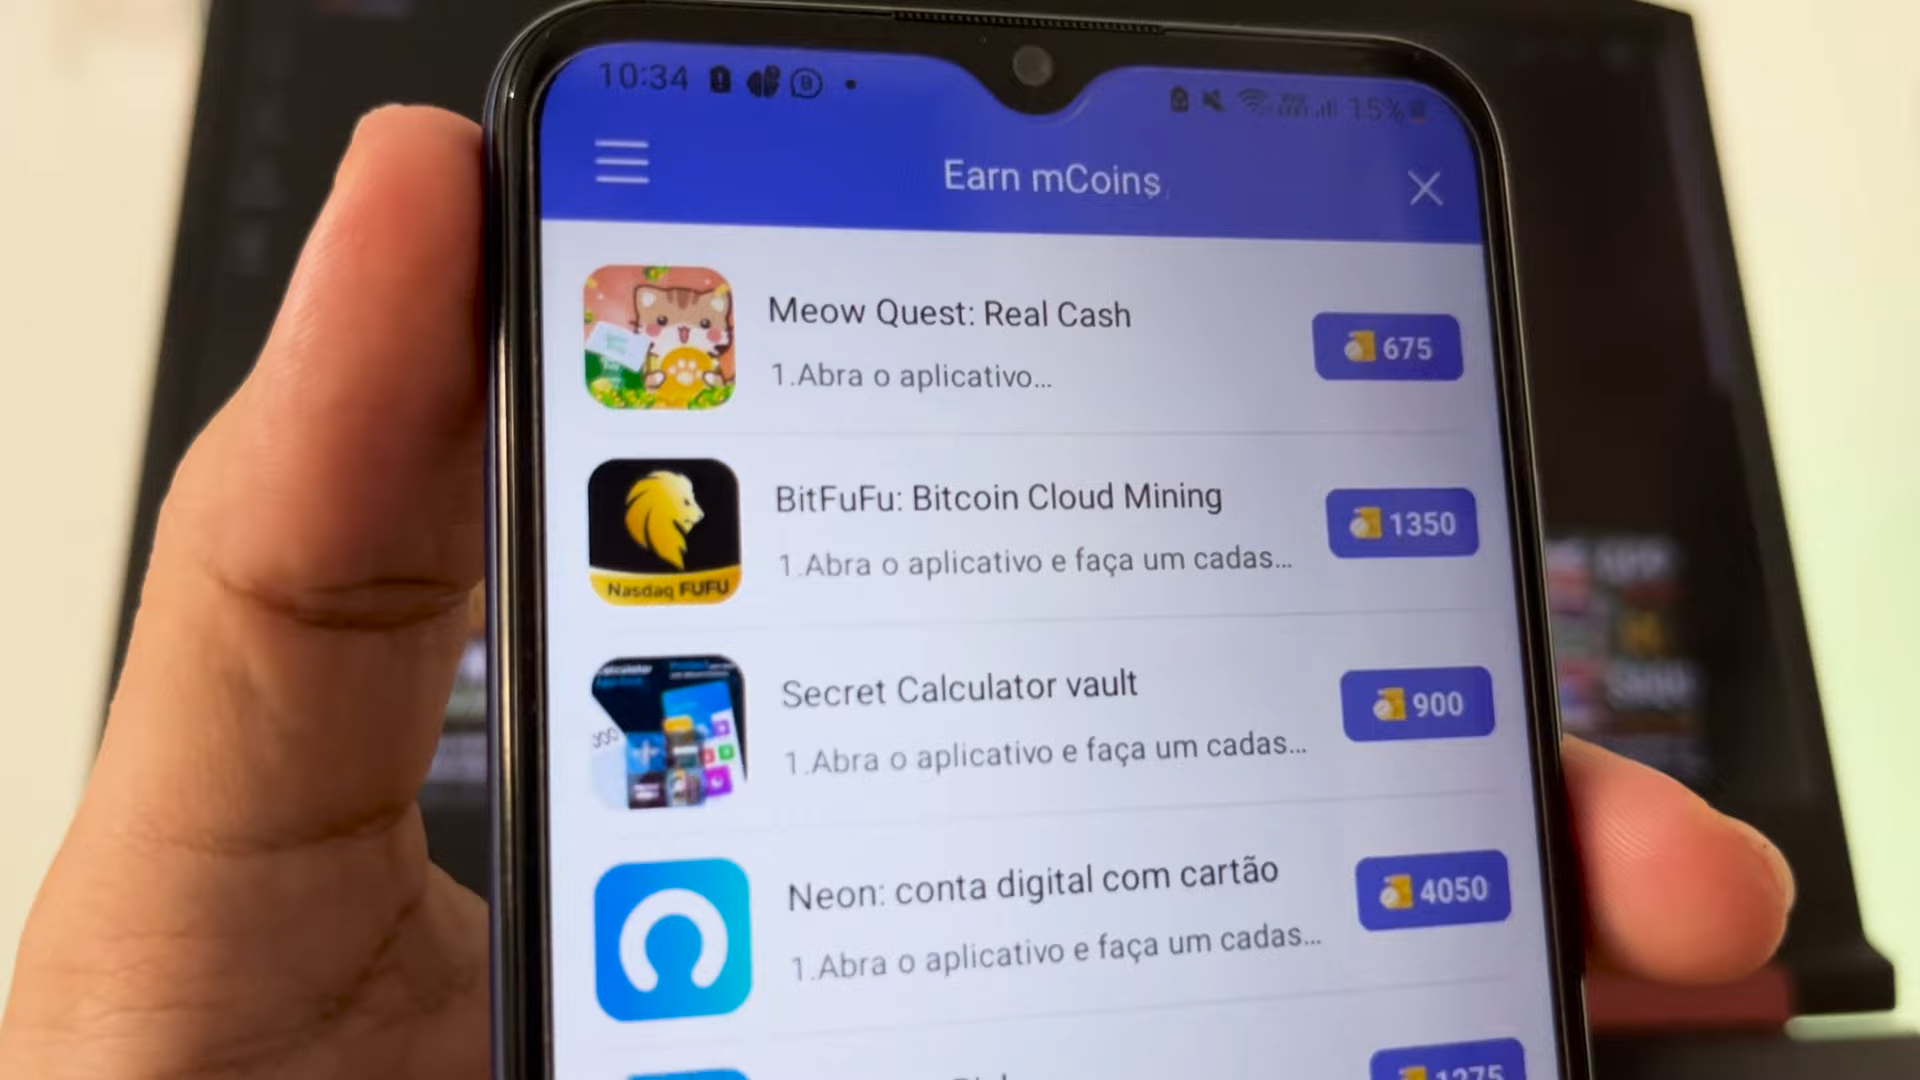 10:34
15%
Earn mCoins
Meow Quest: Real Cash
675
1.Abra o aplicativo...
BitFuFu: Bitcoin Cloud Mining
1350
1.Abra o aplicativo e faça um cadas...
Nasdaq FUFU
Secret Calculator vault
900
1.Abra o aplicativo e faça um cadas...
Neon: conta digital com cartão
4050
1.Abra o aplicativo e faça um cadas...
1275